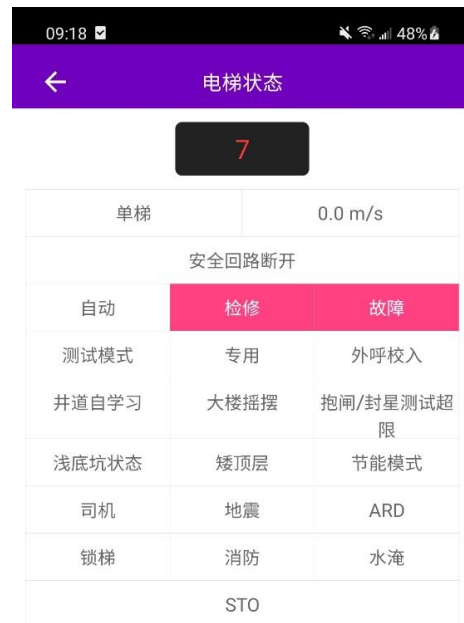 09:18 48%
电梯状态
7
单梯 0.0 m/s
安全回路断开
自动 检修 故障
测试模式 专用 外呼校入
井道自学习 大楼摇摆 抱闸/封星测试超
限
浅底坑状态 矮顶层 节能模式
司机 地震 ARD
锁梯 消防 水淹
STO